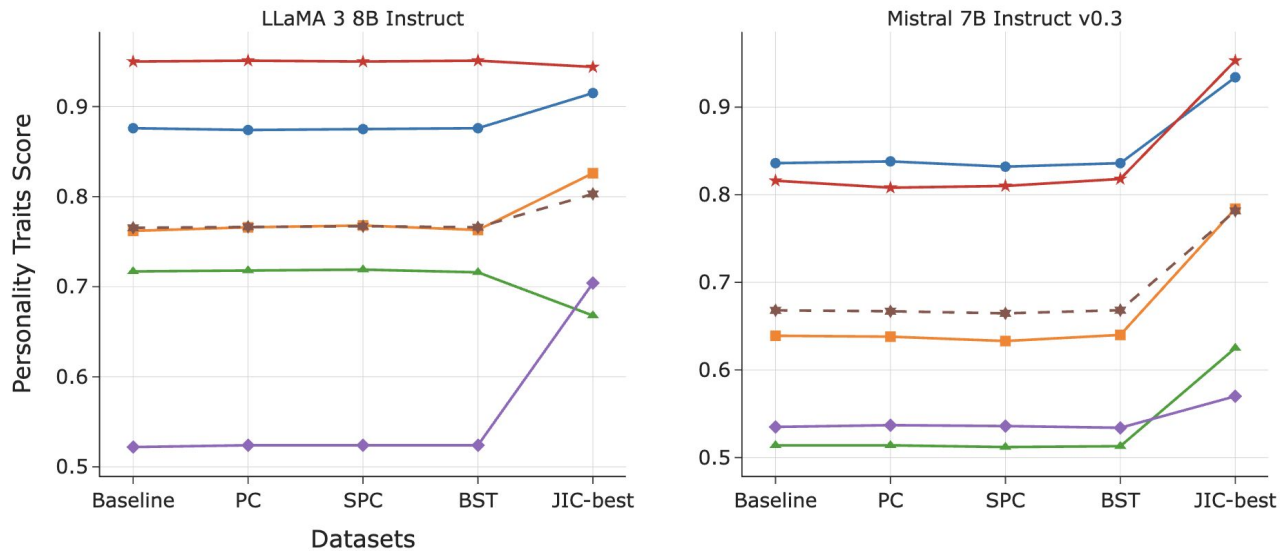 LLaMA 3 8B Instruct
Personality Traits Score
0.9
0.8
0.7
0.6
0.5
Baseline
PC
SPC
BST
JIC-best
Datasets
Mistral 7B Instruct v0.3
0.9
0.8
0.7
0.6
0.5
Baseline
PC
SPC
BST
JIC-best